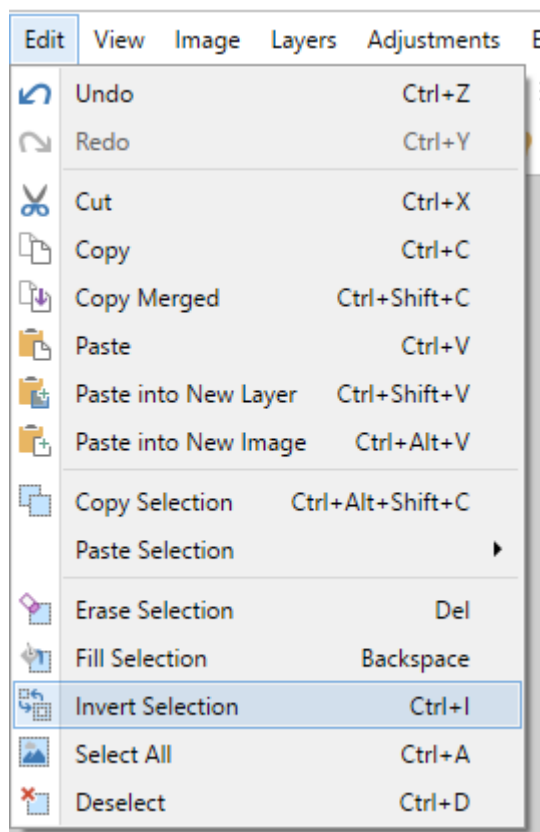 Edit View Image Layers Adjustments
Undo Ctrl+Z
Redo Ctrl+Y
Cut Ctrl+X
Copy Ctrl+C
Copy Merged Ctrl+Shift+C
Paste Ctrl+V
Paste into New Layer Ctrl+Shift+V
Paste into New Image Ctrl+Alt+V
Copy Selection Ctrl+Alt+Shift+C
Paste Selection
Erase Selection Del
Fill Selection Backspace
Invert Selection Ctrl+I
Select All Ctrl+A
Deselect Ctrl+D